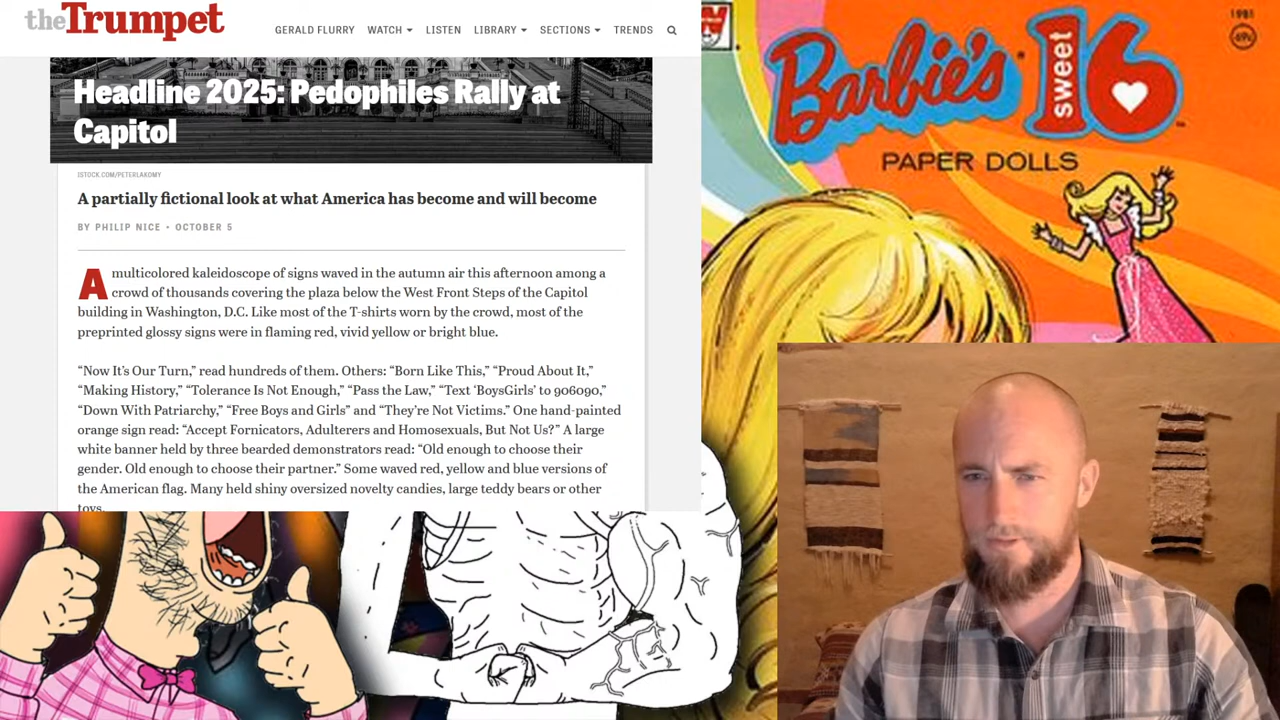 theTrumpet
GERALD FLURRY WATCH LISTEN LIBRARY SECTIONS TRENDS
Headline 2025: Pedophiles Rally at
Capitol
ISTOCK.COM/PETERLAKOMY
A partially fictional look at what America has become and will become
BY PHILIP NICE • OCTOBER 5
A multicolored kaleidoscope of signs waved in the autumn air this afternoon among a
crowd of thousands covering the plaza below the West Front Steps of the Capitol
building in Washington, D.C. Like most of the T-shirts worn by the crowd, most of the
preprinted glossy signs were in flaming red, vivid yellow or bright blue.
“Now It’s Our Turn,” read hundreds of them. Others: “Born Like This,” “Proud About It,”
“Making History,” “Tolerance Is Not Enough,” “Pass the Law,” “Text ‘BoysGirls’ to 906090,”
“Down With Patriarchy,” “Free Boys and Girls” and “They’re Not Victims.” One hand-painted
orange sign read: “Accept Fornicators, Adulterers and Homosexuals, But Not Us?” A large
white banner held by three bearded demonstrators read: “Old enough to choose their
gender. Old enough to choose their partner.” Some waved red, yellow and blue versions of
the American flag. Many held shiny oversized novelty candies, large teddy bears or other
toys.
W
1981
69¢
Barbie's® sweet 16™
PAPER DOLLS